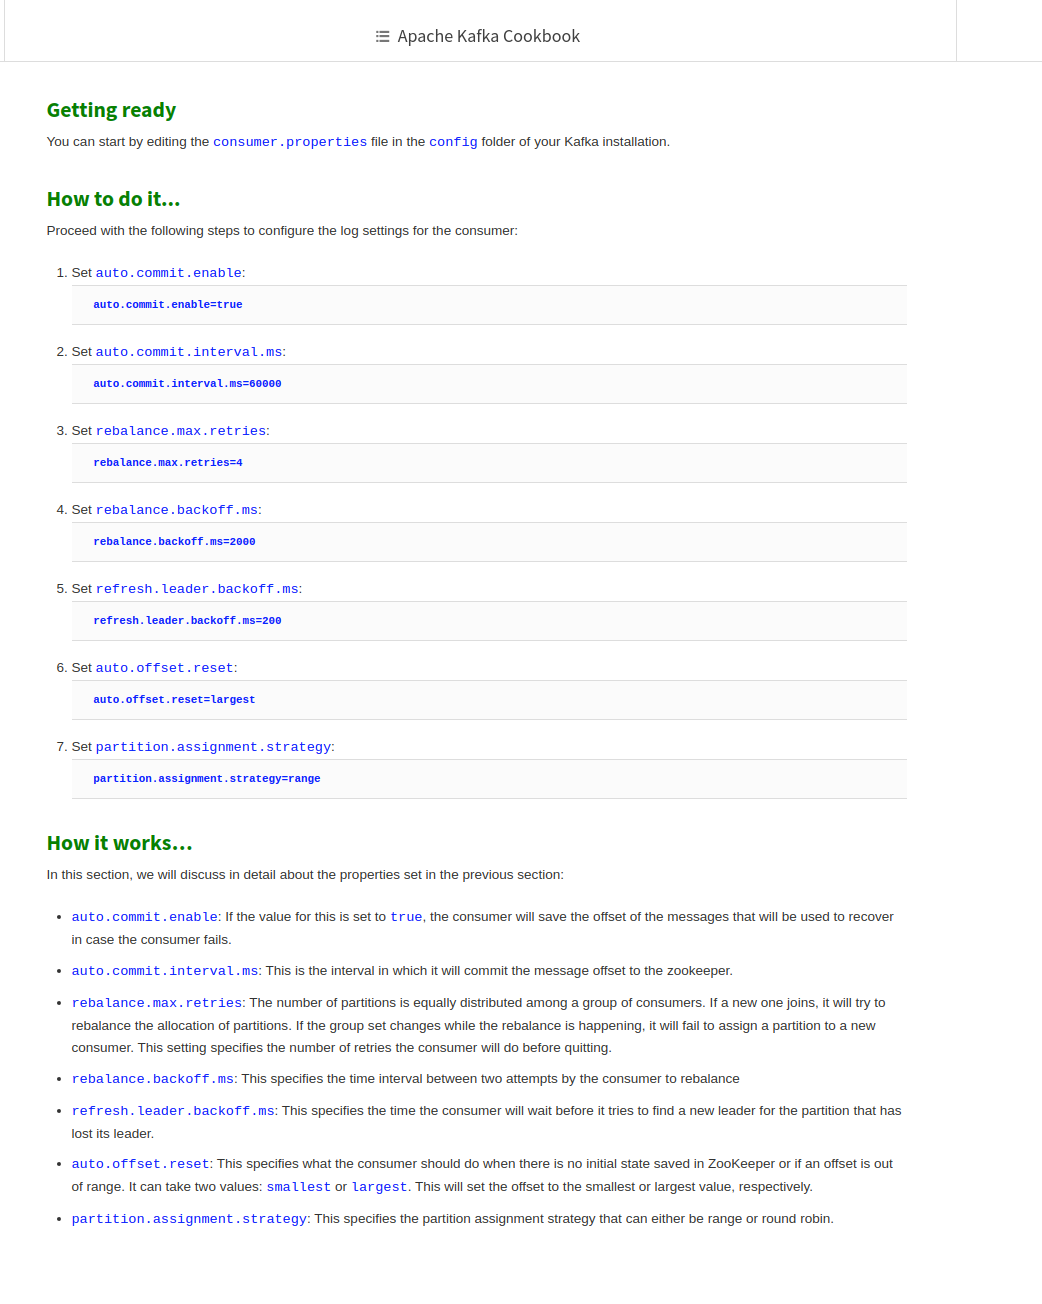 Apache Kafka Cookbook
Getting ready
You can start by editing the consumer.properties file in the config folder of your Kafka installation.
How to do it...
Proceed with the following steps to configure the log settings for the consumer:
1. Set auto.commit.enable:
auto.commit.enable=true
2. Set auto.commit.interval.ms:
auto.commit.interval.ms=60000
3. Set rebalance.max.retries:
rebalance.max.retries=4
4. Set rebalance.backoff.ms:
rebalance.backoff.ms=2000
5. Set refresh.leader.backoff.ms:
refresh.leader.backoff.ms=200
6. Set auto.offset.reset:
auto.offset.reset=largest
7. Set partition.assignment.strategy:
partition.assignment.strategy=range
How it works...
In this section, we will discuss in detail about the properties set in the previous section:
• auto.commit.enable: If the value for this is set to true, the consumer will save the offset of the messages that will be used to recover
in case the consumer fails.
• auto.commit.interval.ms: This is the interval in which it will commit the message offset to the zookeeper.
• rebalance.max.retries: The number of partitions is equally distributed among a group of consumers. If a new one joins, it will try to
rebalance the allocation of partitions. If the group set changes while the rebalance is happening, it will fail to assign a partition to a new
consumer. This setting specifies the number of retries the consumer will do before quitting.
• rebalance.backoff.ms: This specifies the time interval between two attempts by the consumer to rebalance
• refresh.leader.backoff.ms: This specifies the time the consumer will wait before it tries to find a new leader for the partition that has
lost its leader.
• auto.offset.reset: This specifies what the consumer should do when there is no initial state saved in ZooKeeper or if an offset is out
of range. It can take two values: smallest or largest. This will set the offset to the smallest or largest value, respectively.
• partition.assignment.strategy: This specifies the partition assignment strategy that can either be range or round robin.